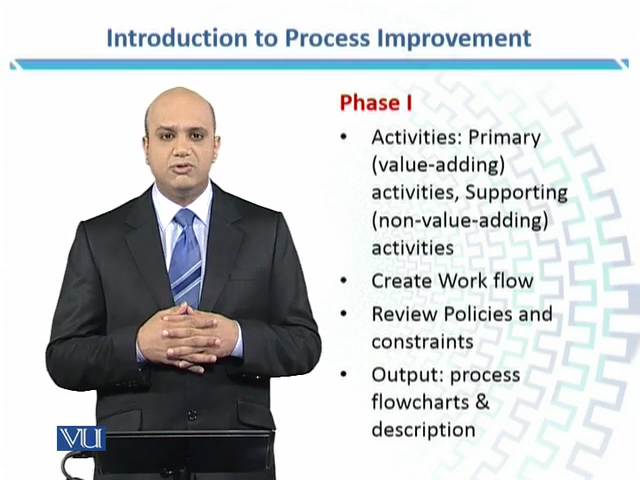 Introduction to Process Improvement
Phase I
• Activities: Primary
(value-adding)
activities, Supporting
(non-value-adding)
activities
• Create Work flow
• Review Policies and
constraints
• Output: process
flowcharts &
description
VU